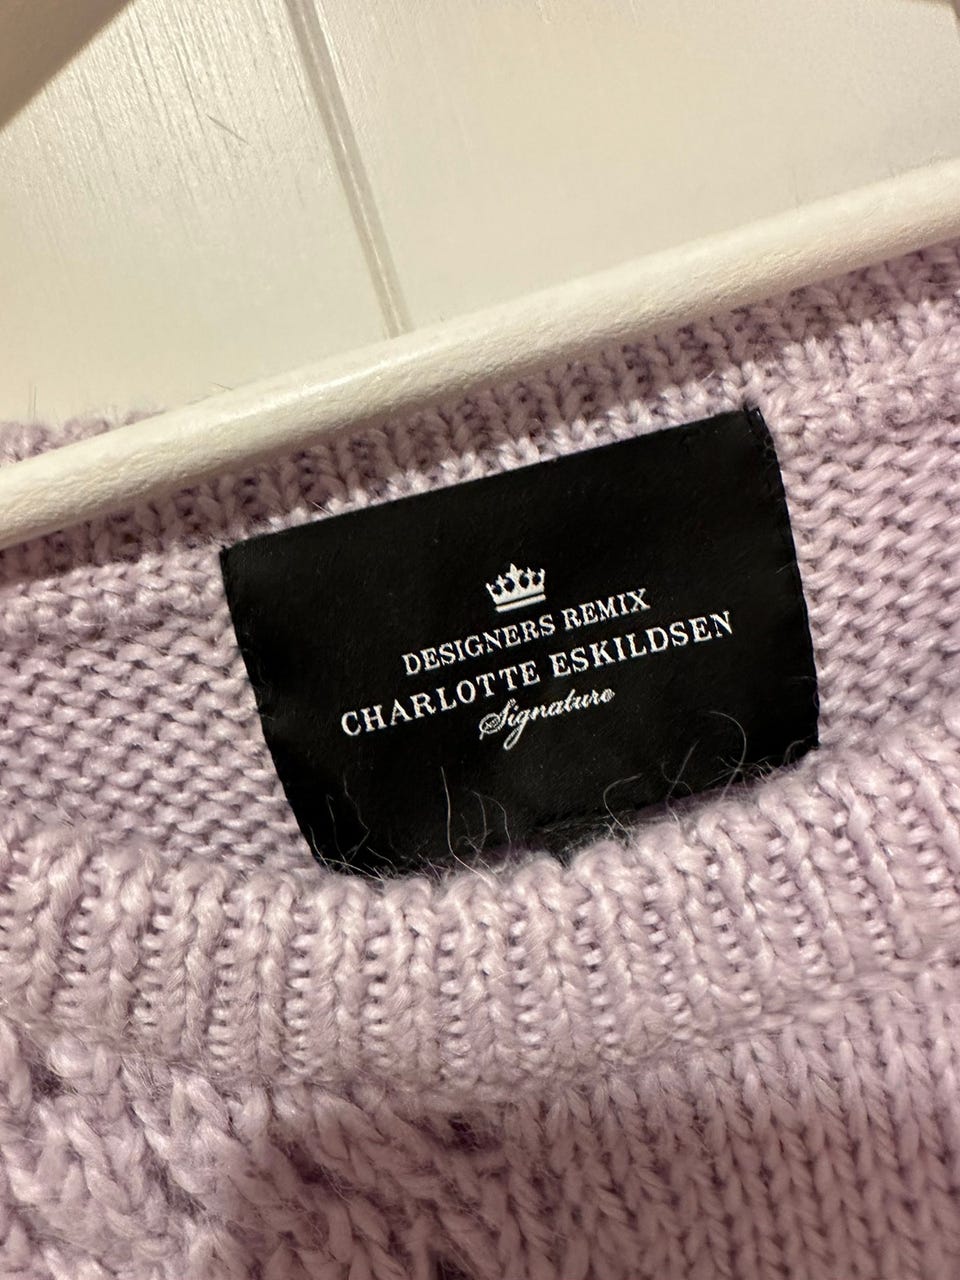 DESIGNERS REMIX
CHARLOTTE ESKILDSEN
Signature